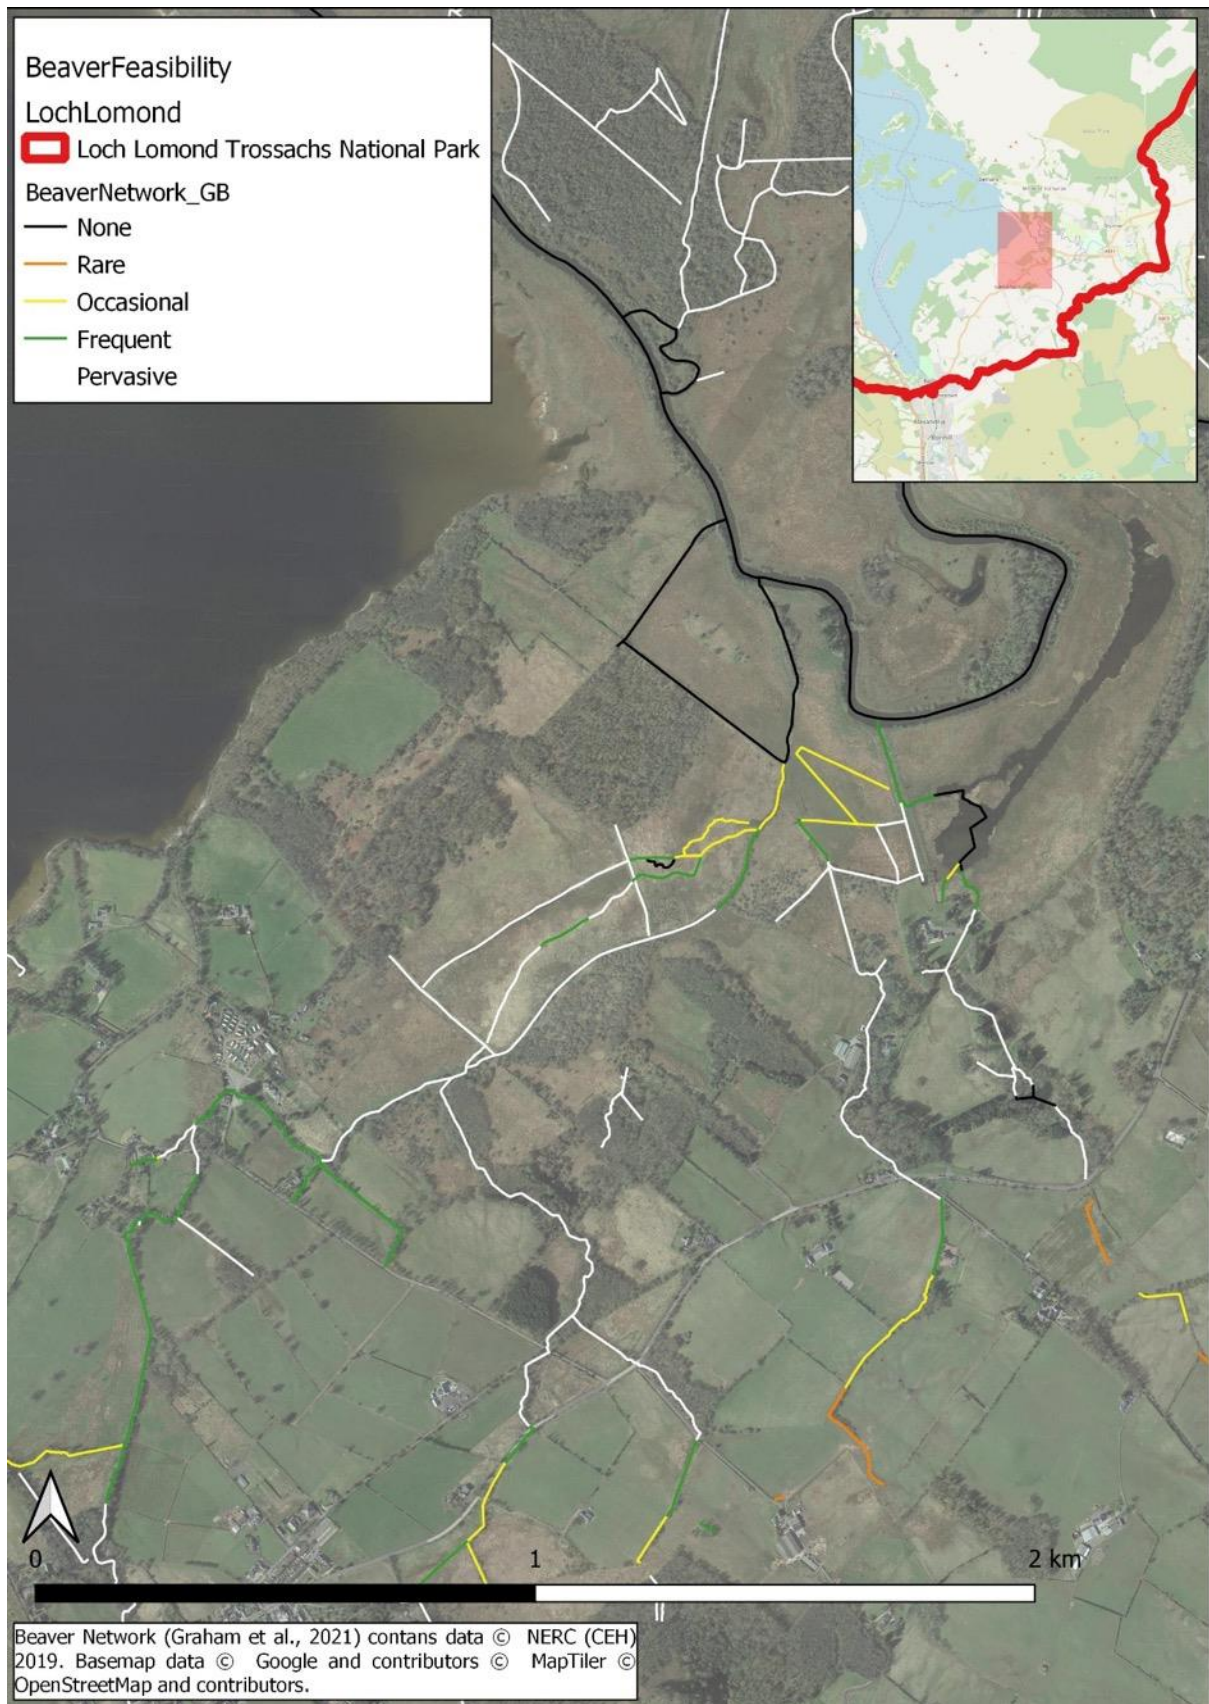 BeaverFeasibility
LochLomond
Loch Lomond Trossachs National Park
BeaverNetwork_GB
None
Rare
Occasional
Frequent
Pervasive
0
1
2 km
Beaver Network (Graham et al., 2021) contans data © NERC (CEH)
2019. Basemap data © Google and contributors © MapTiler ©
OpenStreetMap and contributors.